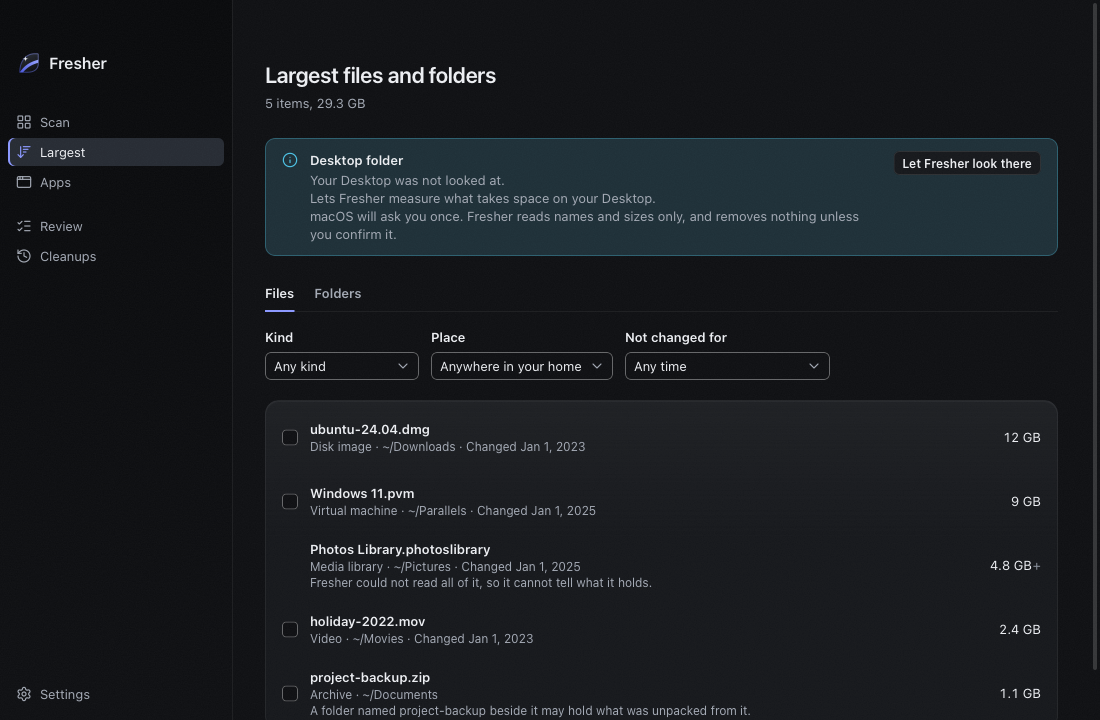 Fresher
Scan
Largest
Apps
Review
Cleanups
Settings
Largest files and folders
5 items, 29.3 GB
Desktop folder
Let Fresher look there
Your Desktop was not looked at.
Lets Fresher measure what takes space on your Desktop.
macOS will ask you once. Fresher reads names and sizes only, and removes nothing unless
you confirm it.
Files Folders
Kind Place Not changed for
Any kind Anywhere in your home Any time
ubuntu-24.04.dmg
Disk image · ~/Downloads · Changed Jan 1, 2023
12 GB
Windows 11.pvm
Virtual machine · ~/Parallels · Changed Jan 1, 2025
9 GB
Photos Library.photoslibrary
Media library · ~/Pictures · Changed Jan 1, 2025
Fresher could not read all of it, so it cannot tell what it holds.
4.8 GB+
holiday-2022.mov
Video · ~/Movies · Changed Jan 1, 2023
2.4 GB
project-backup.zip
Archive · ~/Documents
A folder named project-backup beside it may hold what was unpacked from it.
1.1 GB